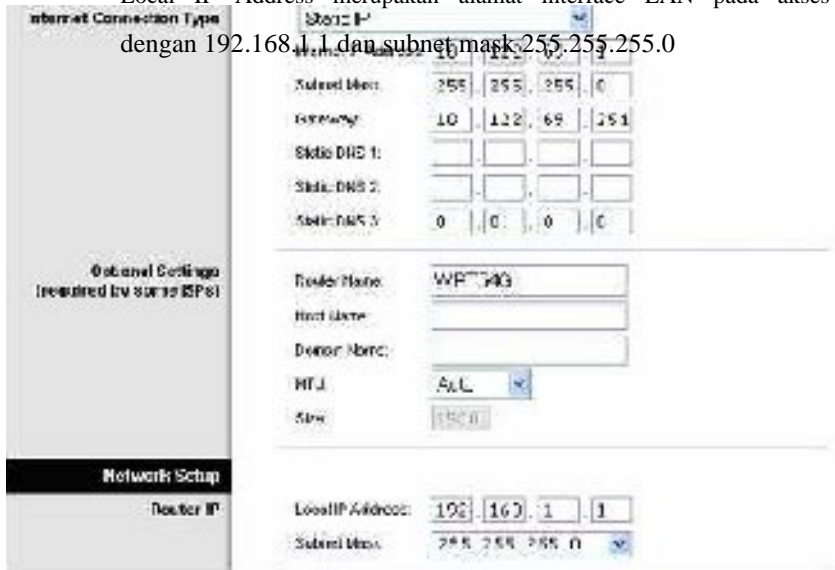 Local IP Address merupakan alamat interface LAN pada akses
Internet Connection Type Static IP
dengan 192.168.1.1 dan subnet mask 255.255.255.0
10
Subnet Mask: 255 . 255 . 255 . 0
Gateway: 10 . 122 . 69 . 251
Static DNS 1:
Static DNS 2:
Static DNS 3: 0 . 0 . 0 . 0
Optional Settings
(required by some ISPs)
Router Name: WRT54G
Host Name:
Domain Name:
MTU: Auto
Size: 1500
Network Setup
Router IP
Local IP Address: 192 . 168 . 1 . 1
Subnet Mask: 255.255.255.0